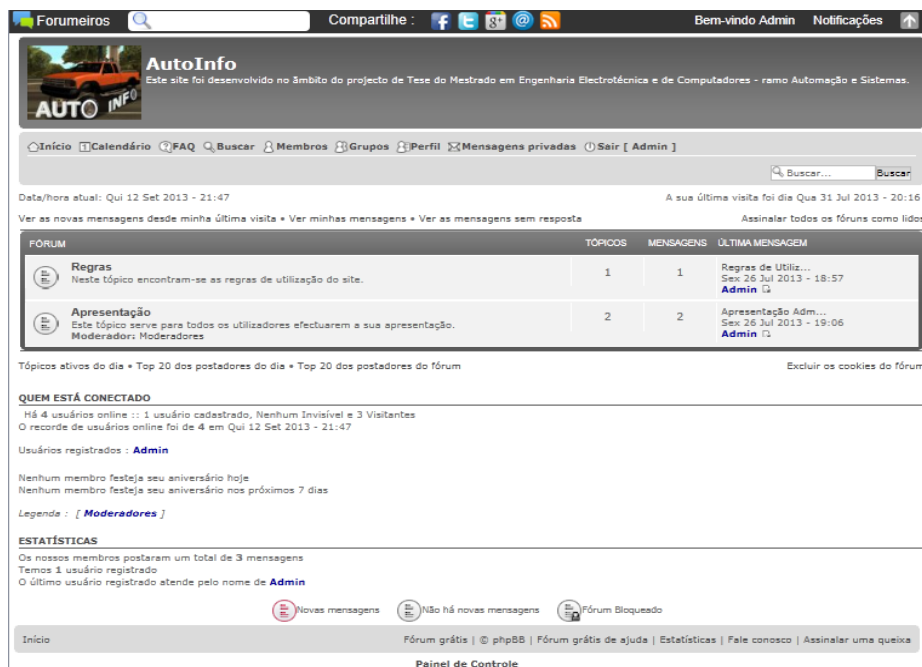 Forumeiros Compartilhe : Bem-vindo Admin Notificações
AUTO INFO
AutoInfo
Este site foi desenvolvido no âmbito do projecto de Tese do Mestrado em Engenharia Electrotécnica e de Computadores - ramo Automação e Sistemas.
Início Calendário FAQ Buscar Membros Grupos Perfil Mensagens privadas Sair [ Admin ]
Buscar... Buscar
Data/hora atual: Qui 12 Set 2013 - 21:47 A sua última visita foi dia Qua 31 Jul 2013 - 20:16
Ver as novas mensagens desde minha última visita • Ver minhas mensagens • Ver as mensagens sem resposta Assinalar todos os fóruns como lidos
FÓRUM TÓPICOS MENSAGENS ÚLTIMA MENSAGEM
Regras
Neste tópico encontram-se as regras de utilização do site.
1 1
Regras de Utiliz...
Sex 26 Jul 2013 - 18:57
Admin
Apresentação
Este tópico serve para todos os utilizadores efectuarem a sua apresentação.
Moderador: Moderadores
2 2
Apresentação Adm...
Sex 26 Jul 2013 - 19:06
Admin
Tópicos ativos do dia • Top 20 dos postadores do dia • Top 20 dos postadores do fórum Excluir os cookies do fórum
QUEM ESTÁ CONECTADO
Há 4 usuários online :: 1 usuário cadastrado, Nenhum Invisível e 3 Visitantes
O recorde de usuários online foi de 4 em Qui 12 Set 2013 - 21:47
Usuários registrados : Admin
Nenhum membro festeja seu aniversário hoje
Nenhum membro festeja seu aniversário nos próximos 7 dias
Legenda : [ Moderadores ]
ESTATÍSTICAS
Os nossos membros postaram um total de 3 mensagens
Temos 1 usuário registrado
O último usuário registrado atende pelo nome de Admin
Novas mensagens Não há novas mensagens Fórum Bloqueado
Início Fórum grátis | © phpBB | Fórum grátis de ajuda | Estatísticas | Fale conosco | Assinalar uma queixa
Painel de Controle